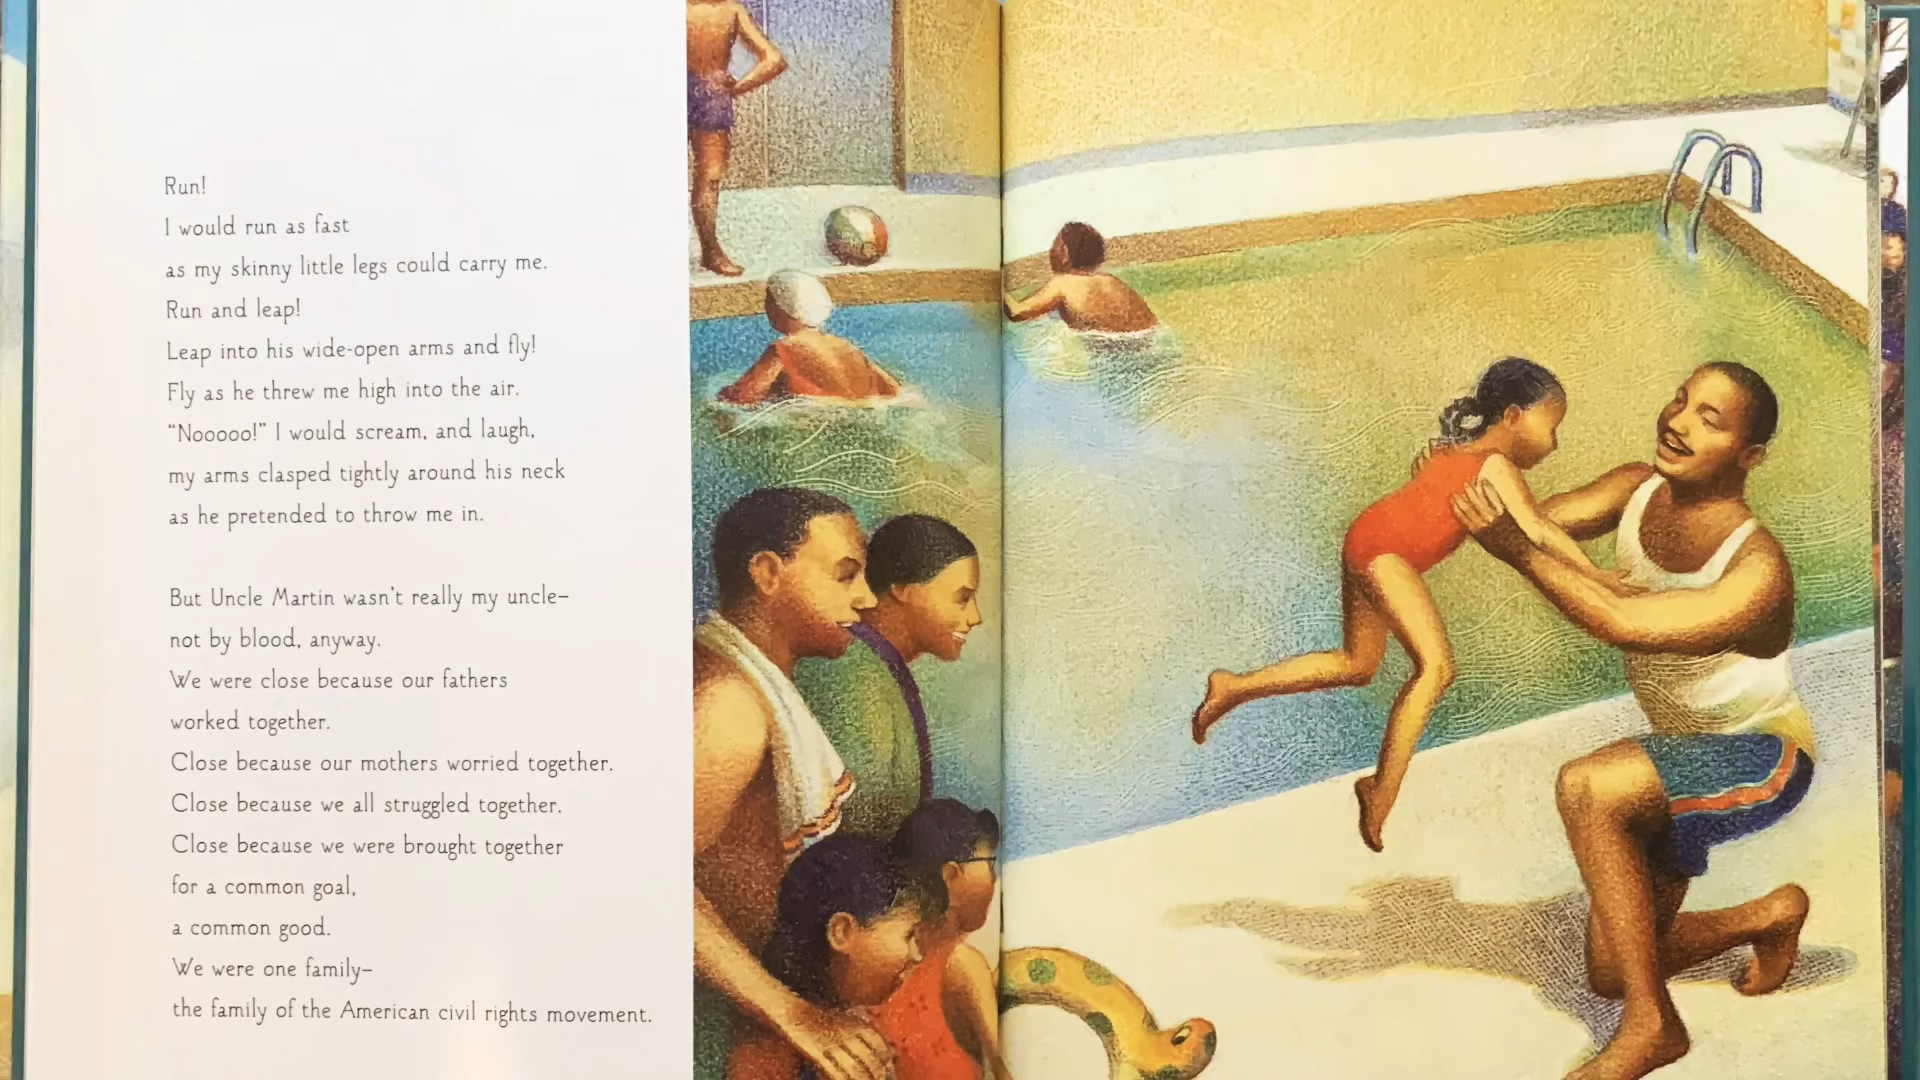 Run!
I would run as fast
as my skinny little legs could carry me.
Run and leap!
Leap into his wide-open arms and fly!
Fly as he threw me high into the air.
“Nooooo!” I would scream, and laugh,
my arms clasped tightly around his neck
as he pretended to throw me in.
But Uncle Martin wasn't really my uncle–
not by blood, anyway.
We were close because our fathers
worked together.
Close because our mothers worried together.
Close because we all struggled together.
Close because we were brought together
for a common goal,
a common good.
We were one family–
the family of the American civil rights movement.